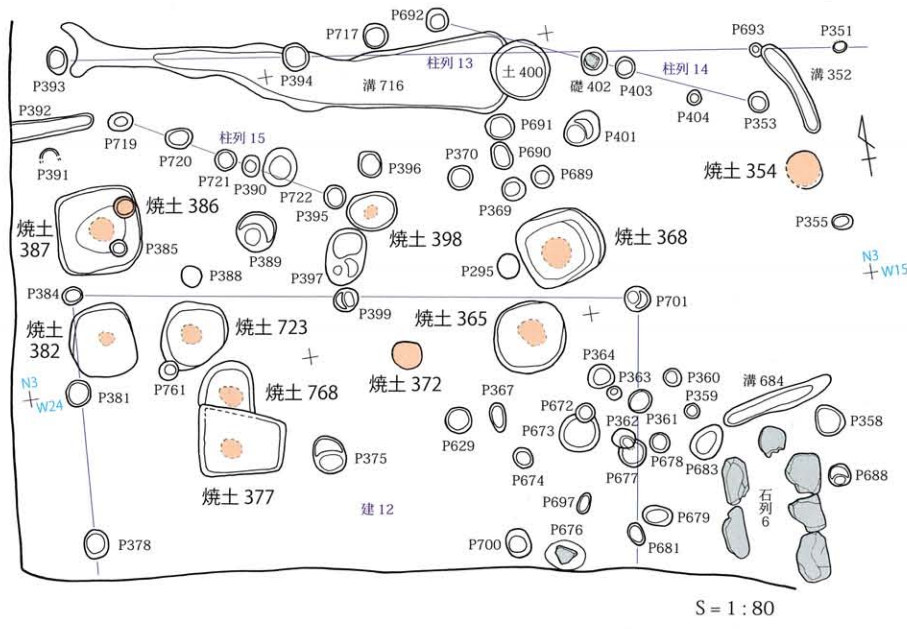 P692
P717
P693
P351
柱列 13
P393
P394
溝 716
土 400
礎 402
P403
柱列 14
溝 352
P404
P353
P392
P719
柱列 15
P720
P691
P401
P391
P721
P390
P722
P395
P396
P370
P690
P689
P369
焼土 354
焼土 386
焼土
387
焼土 398
焼土 368
P355
P385
P389
P397
P295
N3
W15
P388
P384
P399
P701
焼土 723
焼土 365
焼土
382
焼土 372
P364
P363
P360
溝 684
N3
W24
P381
P761
焼土 768
P367
P672
P359
P673
P362
P361
P358
P629
P678
P375
P674
P677
P683
P688
焼土 377
石列 6
P697
建 12
P676
P679
P378
P700
P681
S = 1 : 80